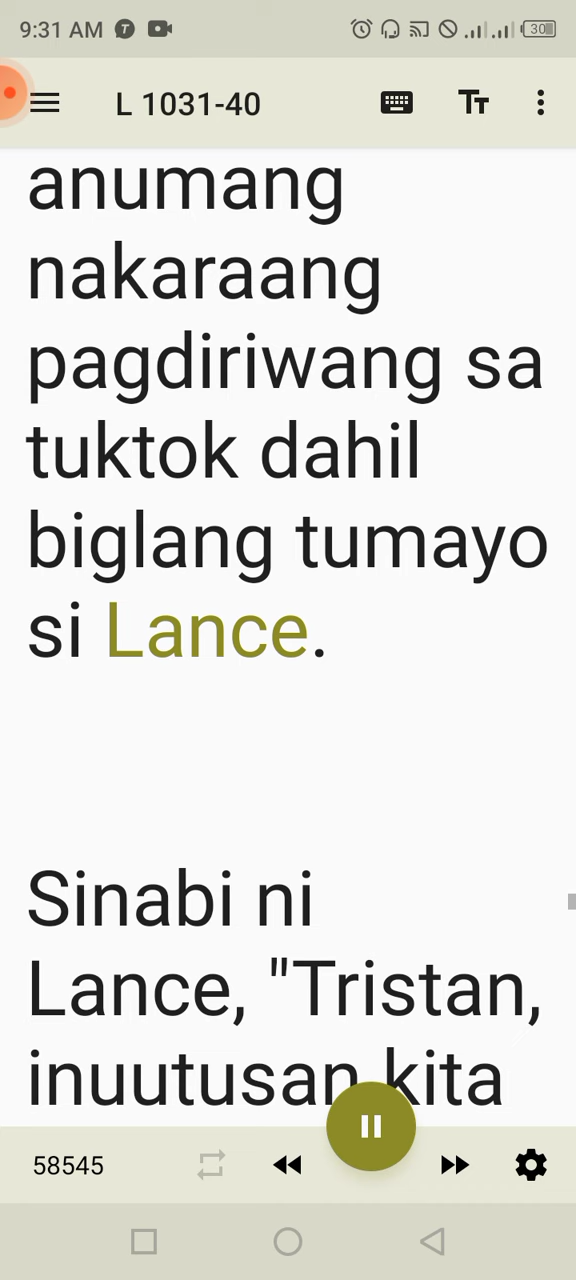 9:31 AM
30
L 1031-40
anumang
nakaraang
pagdiriwang sa
tuktok dahil
biglang tumayo
si Lance.
Sinabi ni
Lance, "Tristan,
inuutusan kita
58545